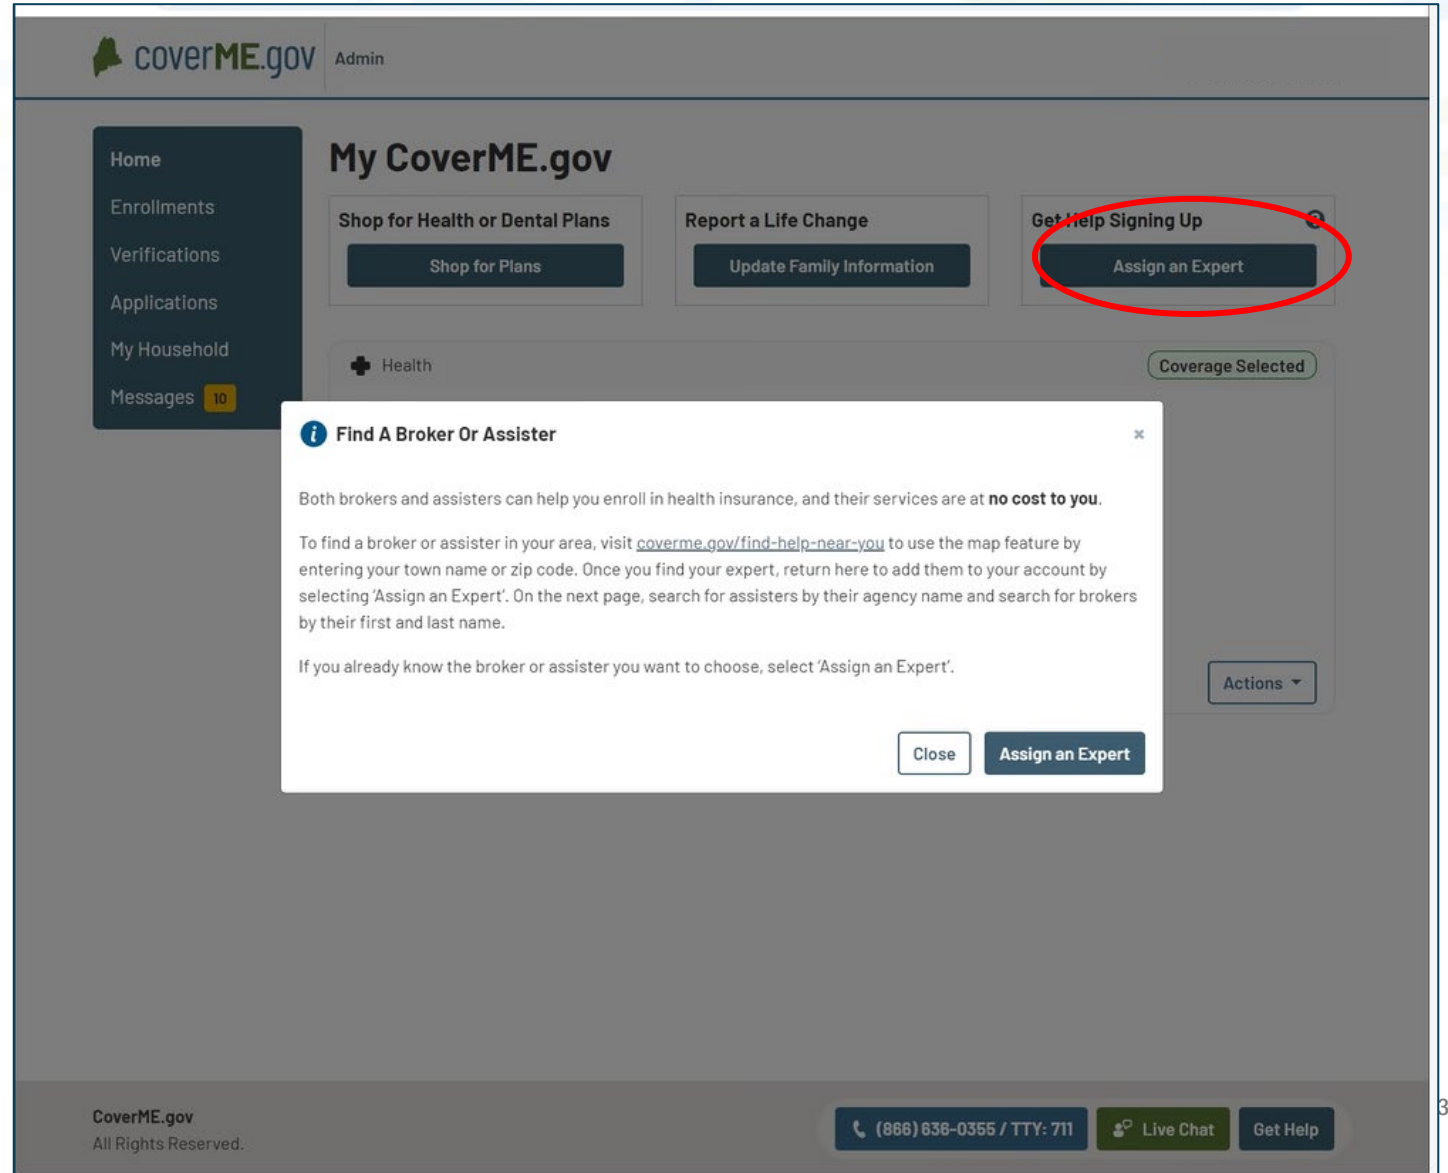 coverME.gov Admin
Home
Enrollments
Verifications
Applications
My Household
Messages 10
My CoverME.gov
Shop for Health or Dental Plans
Shop for Plans
Report a Life Change
Update Family Information
Get Help Signing Up
Assign an Expert
Health
Coverage Selected
Find A Broker Or Assister
Both brokers and assisters can help you enroll in health insurance, and their services are at no cost to you.
To find a broker or assister in your area, visit coverme.gov/find-help-near-you to use the map feature by
entering your town name or zip code. Once you find your expert, return here to add them to your account by
selecting ‘Assign an Expert’. On the next page, search for assisters by their agency name and search for brokers
by their first and last name.
If you already know the broker or assister you want to choose, select ‘Assign an Expert’.
Close
Assign an Expert
Actions
CoverME.gov
All Rights Reserved.
(866) 636-0355 / TTY: 711
Live Chat
Get Help
3